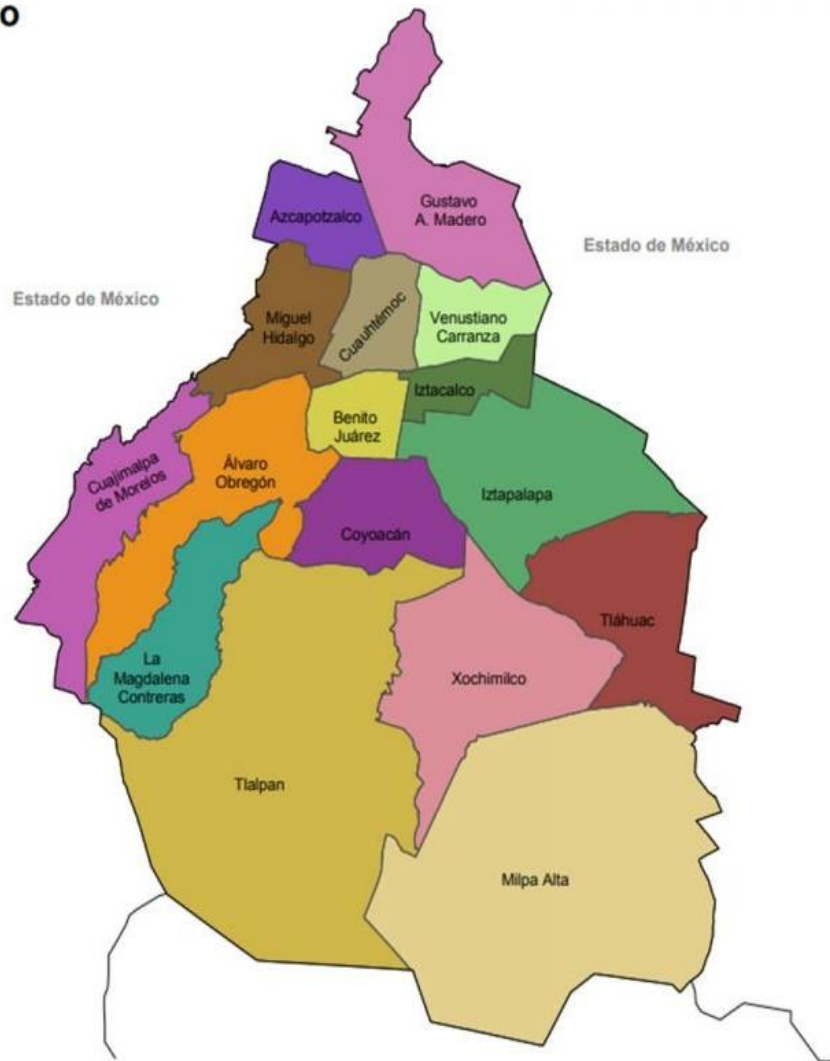 o
Gustavo
A. Madero
Azcapotzalco
Estado de México
Estado de México
Miguel
Hidalgo
Cuauhtémoc
Venustiano
Carranza
Iztacalco
Benito
Juárez
Cuajimalpa
de Morelos
Álvaro
Obregón
Iztapalapa
Coyoacán
Tláhuac
La
Magdalena
Contreras
Xochimilco
Tlalpan
Milpa Alta